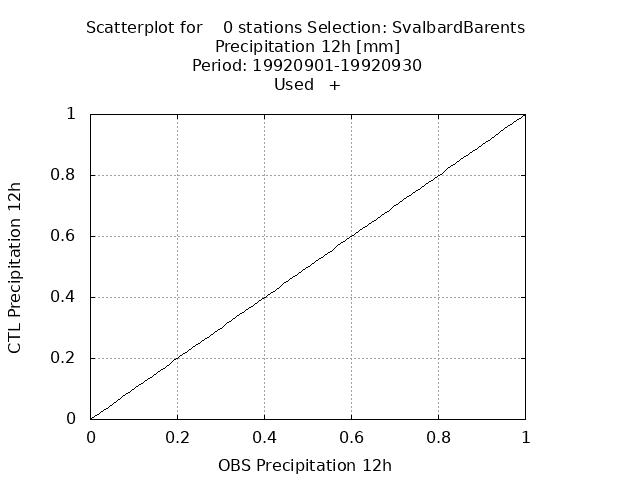 Scatterplot for    0 stations Selection: SvalbardBarents
Precipitation 12h [mm]
Period: 19920901-19920930
Used   +
1
0.8
0.6
0.4
0.2
0
CTL Precipitation 12h
0 0.2 0.4 0.6 0.8 1
OBS Precipitation 12h